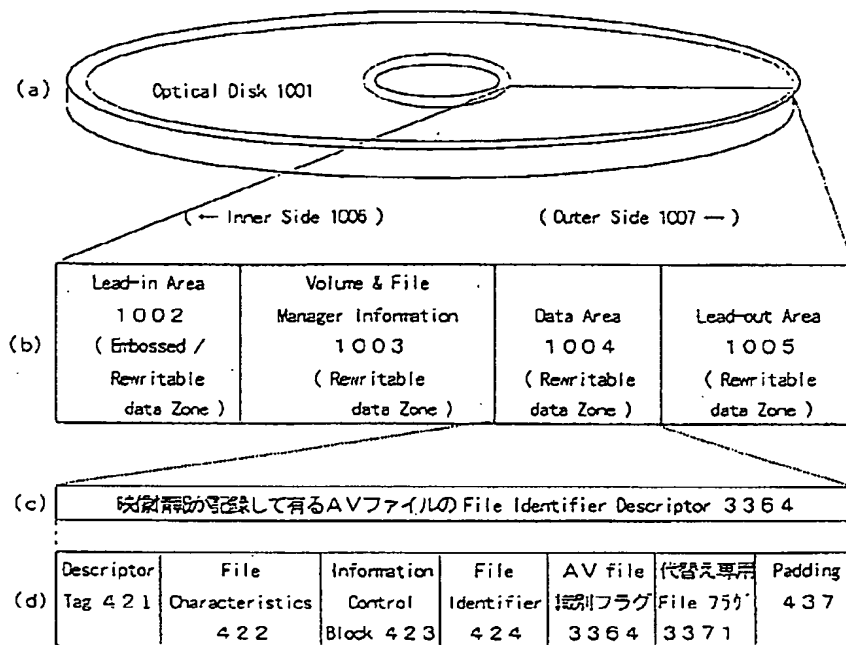 (a)
Optical Disk 1001
(← Inner Side 1006 )
(Outer Side 1007 →)
(b)
Lead-in Area
1002
( Embossed /
Rewritable
data Zone )
Volume & File
Manager Information
1003
( Rewritable
data Zone )
Data Area
1004
( Rewritable
data Zone )
Lead-out Area
1005
( Rewritable
data Zone )
(c)
映像情報が記録して有るAVファイルの File Identifier Descriptor 3364
(d)
Descriptor
Tag 421
File
Characteristics
422
Information
Control
Block 423
File
Identifier
424
AV file
識別フラグ
3364
代替え専用
File フラグ
3371
Padding
437